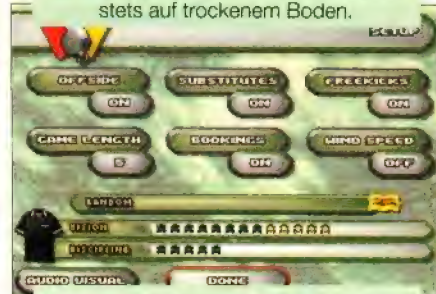 stets auf trockenem Boden.
SETUP
OFFSIDE SUBSTITUTES FREEKICKS
ON ON ON
GAME LENGTH BOOKINGS WIND SPEED
5 ON OFF
RANDOM
VISION
DISCIPLINE
AUDIO VISUAL DONE